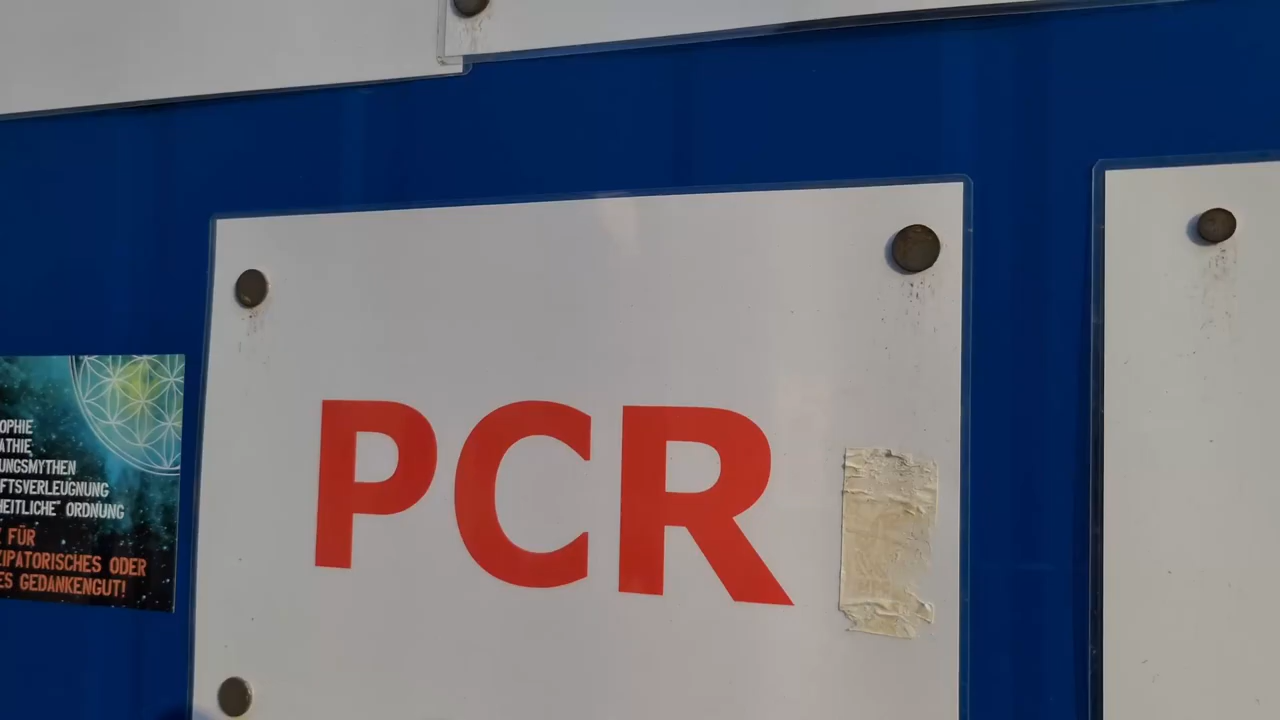 OPHIE
ATHIE,
UNGSMYTHEN
FTSVERLEUGNUNG
HEITLICHE" ORDNUNG
FÜR
ZIPATORISCHES ODER
ES GEDANKENGUT!
PCR